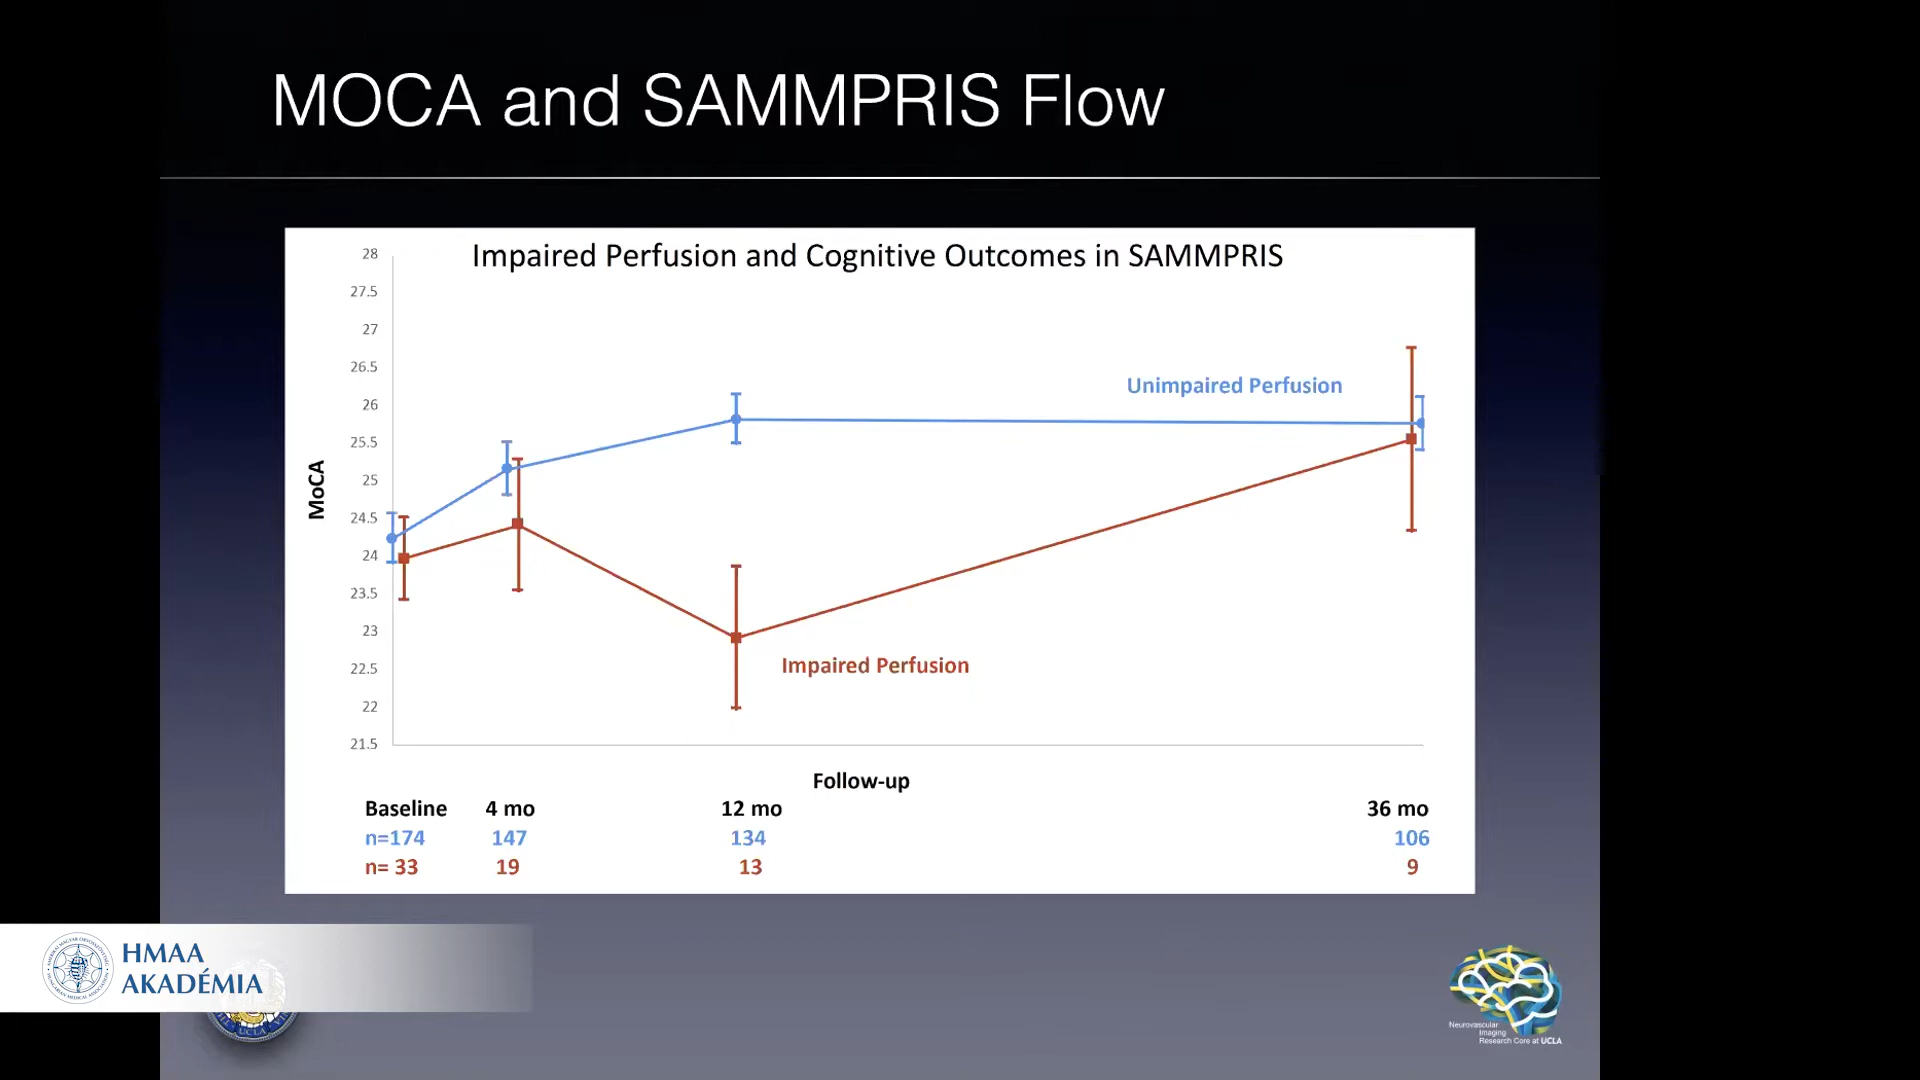 MOCA and SAMMPRIS Flow
Impaired Perfusion and Cognitive Outcomes in SAMMPRIS
28
27.5
27
26.5
26
25.5
25
24.5
24
23.5
23
22.5
22
21.5
MoCA
Unimpaired Perfusion
Impaired Perfusion
Follow-up
Baseline 4 mo 12 mo 36 mo
n=174 147 134 106
n= 33 19 13 9
HMAA
AKADÉMIA
UCLA
Neurovascular
Imaging
Research Core at UCLA